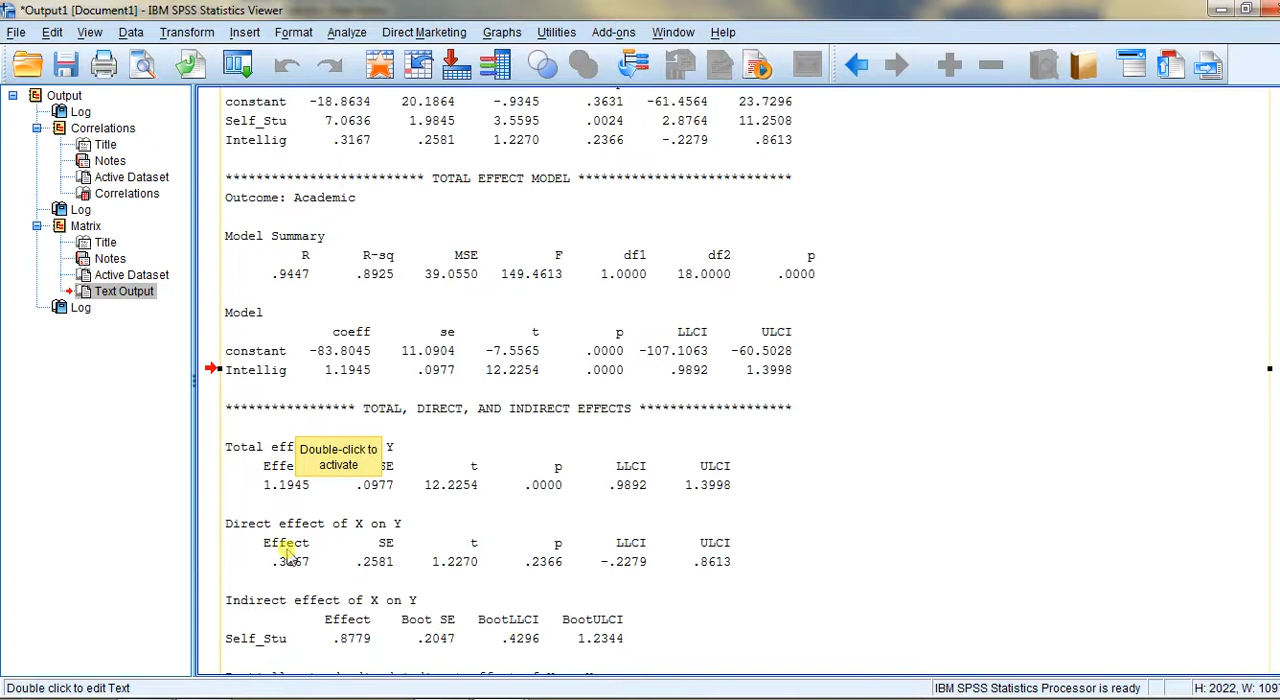 *Output1 [Document1] - IBM SPSS Statistics Viewer
File Edit View Data Transform Insert Format Analyze Direct Marketing Graphs Utilities Add-ons Window Help
Output
Log
Correlations
Title
Notes
Active Dataset
Correlations
Log
Matrix
Title
Notes
Active Dataset
Text Output
Log
constant -18.8634 20.1864 -.9345 .3631 -61.4564 23.7296
Self_Stu 7.0636 1.9845 3.5595 .0024 2.8764 11.2508
Intellig .3167 .2581 1.2270 .2366 -.2279 .8613
************************** TOTAL EFFECT MODEL ****************************
Outcome: Academic
Model Summary
R R-sq MSE F df1 df2 p
.9447 .8925 39.0550 149.4613 1.0000 18.0000 .0000
Model
coeff se t p LLCI ULCI
constant -83.8045 11.0904 -7.5565 .0000 -107.1063 -60.5028
Intellig 1.1945 .0977 12.2254 .0000 .9892 1.3998
***************** TOTAL, DIRECT, AND INDIRECT EFFECTS ********************
Total eff Y
Effe SE t p LLCI ULCI
Double-click to
activate
1.1945 .0977 12.2254 .0000 .9892 1.3998
Direct effect of X on Y
Effect SE t p LLCI ULCI
.3167 .2581 1.2270 .2366 -.2279 .8613
Indirect effect of X on Y
Effect Boot SE BootLLCI BootULCI
Self_Stu .8779 .2047 .4296 1.2344
Double click to edit Text
IBM SPSS Statistics Processor is ready
H: 2022, W: 109